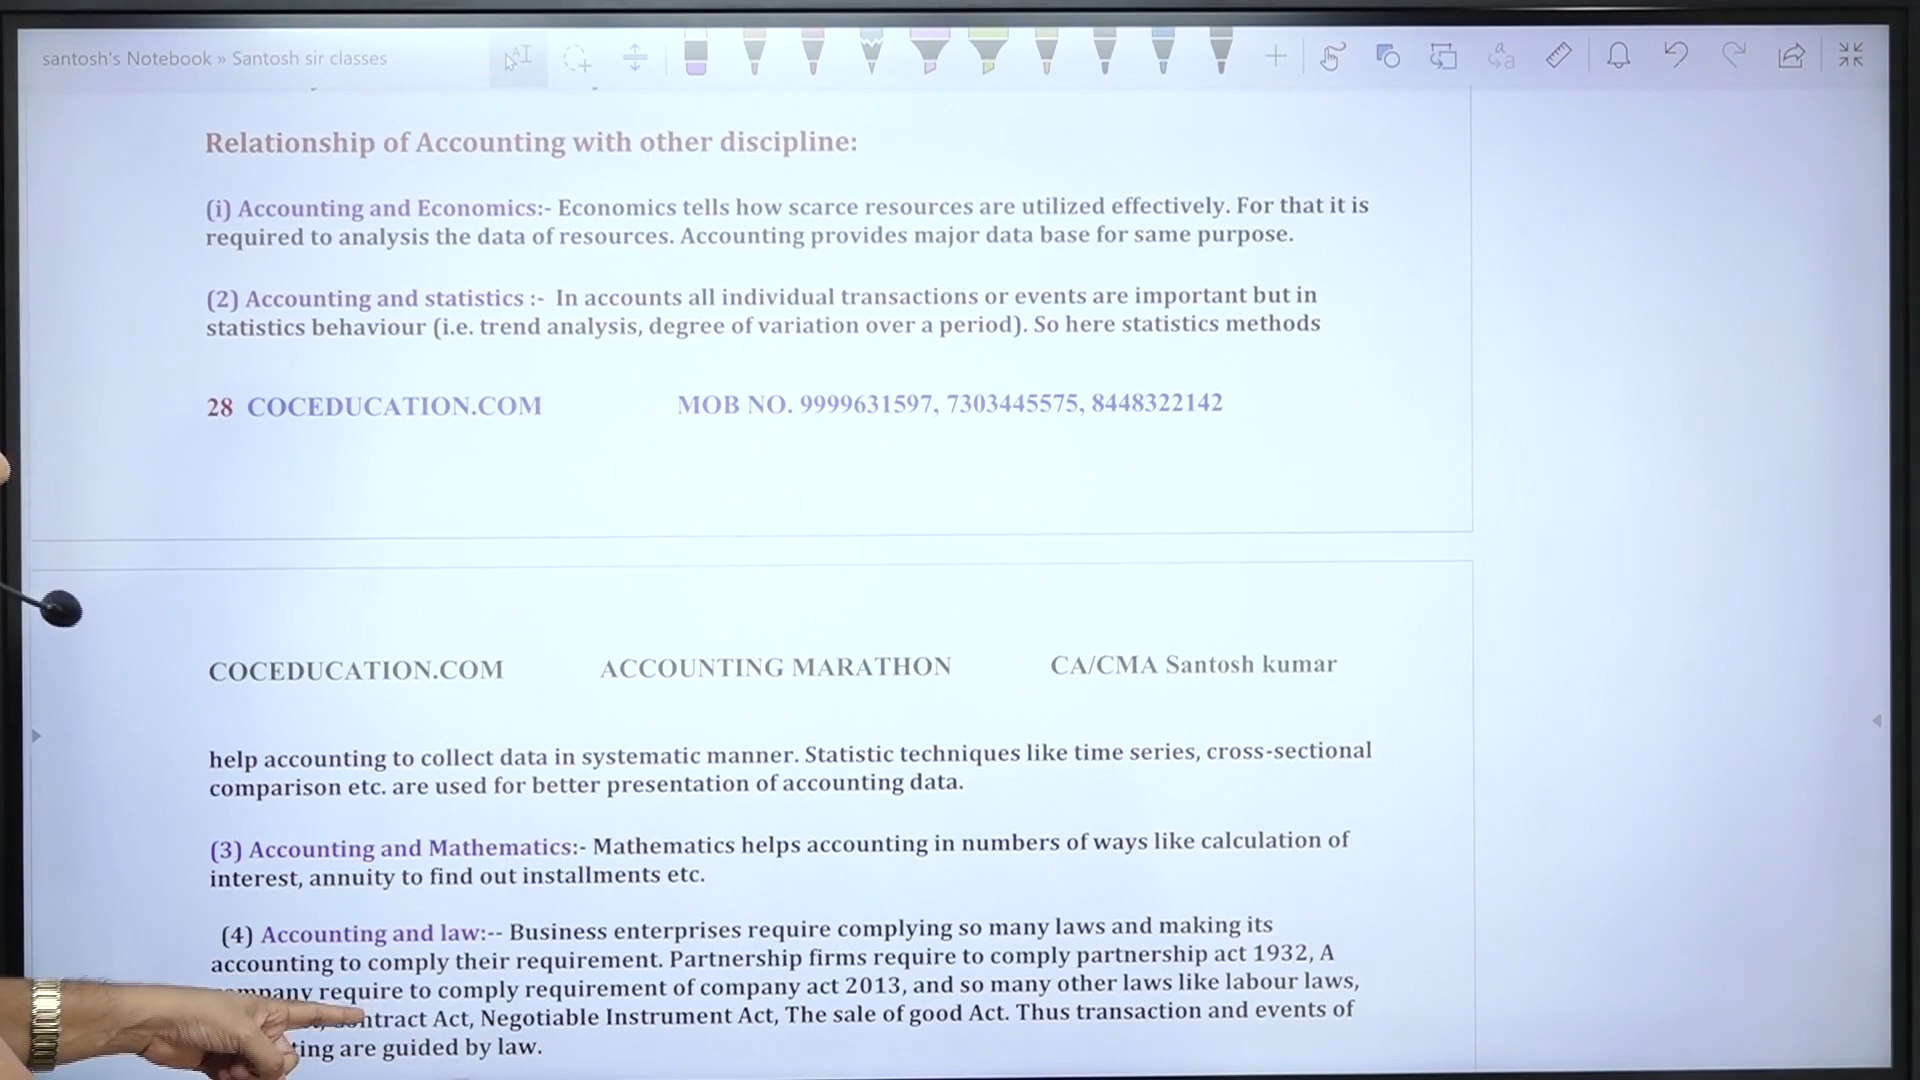 santosh's Notebook » Santosh sir classes
Relationship of Accounting with other discipline:
(i) Accounting and Economics:- Economics tells how scarce resources are utilized effectively. For that it is
required to analysis the data of resources. Accounting provides major data base for same purpose.
(2) Accounting and statistics :- In accounts all individual transactions or events are important but in
statistics behaviour (i.e. trend analysis, degree of variation over a period). So here statistics methods
28 COCEDUCATION.COM MOB NO. 9999631597, 7303445575, 8448322142
COCEDUCATION.COM ACCOUNTING MARATHON CA/CMA Santosh kumar
help accounting to collect data in systematic manner. Statistic techniques like time series, cross-sectional
comparison etc. are used for better presentation of accounting data.
(3) Accounting and Mathematics:- Mathematics helps accounting in numbers of ways like calculation of
interest, annuity to find out installments etc.
(4) Accounting and law:-- Business enterprises require complying so many laws and making its
accounting to comply their requirement. Partnership firms require to comply partnership act 1932, A
require to comply requirement of company act 2013, and so many other laws like labour laws,
Act, Negotiable Instrument Act, The sale of good Act. Thus transaction and events of
are guided by law.